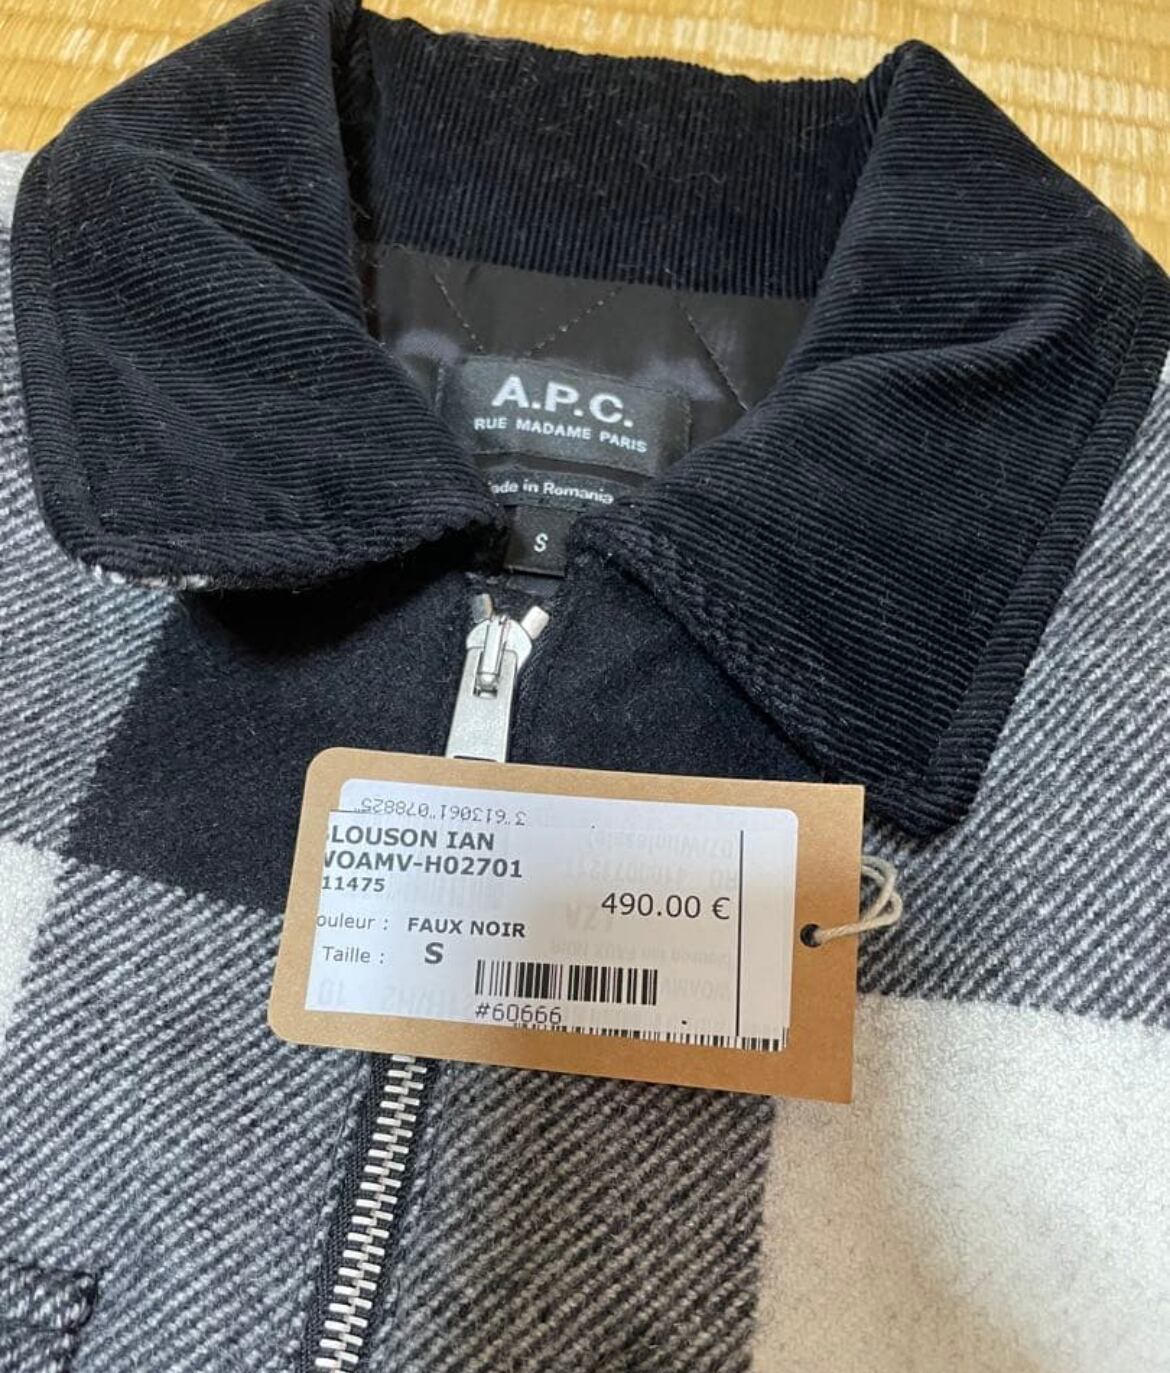 A.P.C.
RUE MADAME PARIS
ade in Romania
S
3"613061"078825"
LOUSON IAN
VOAMV-H02701
11475
490.00 €
ouleur : FAUX NOIR
Taille : S
#60666